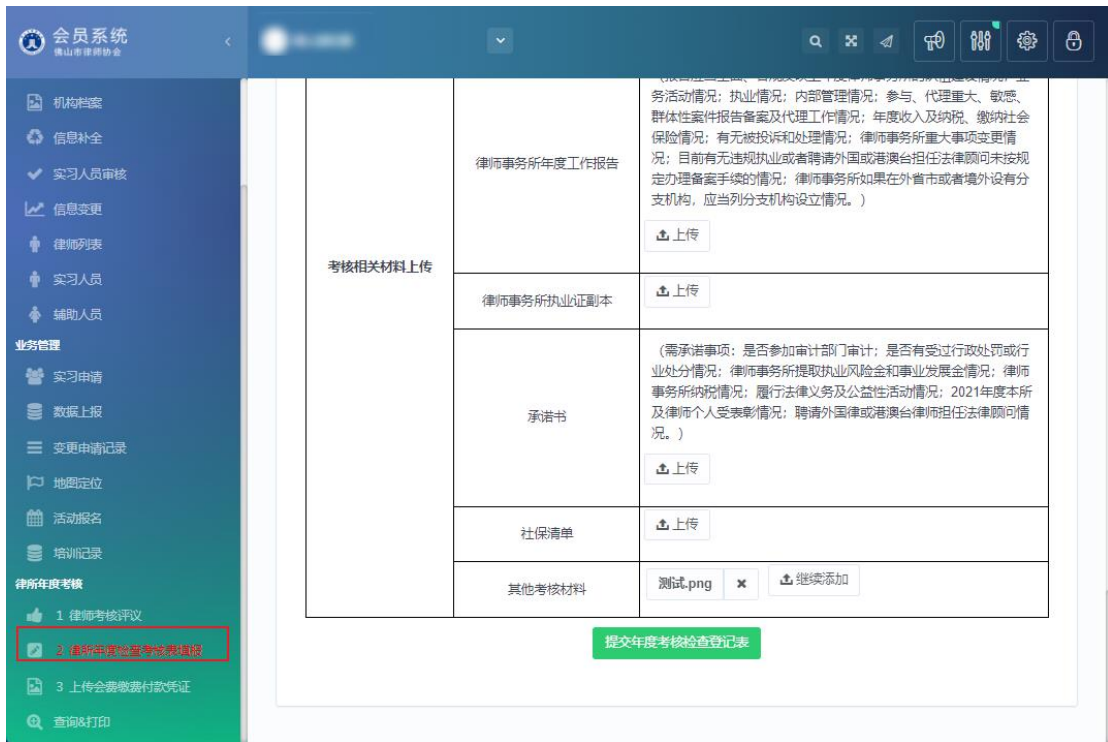 会员系统
佛山市律师协会
机构档案
信息补全
实习人员审核
信息变更
律师列表
实习人员
辅助人员
业务管理
实习申请
数据上报
变更申请记录
地图定位
活动报名
培训记录
律所年度考核
1 律师考核评议
2 律所年度检查考核表填报
3 上传会费缴费付款凭证
查询&打印
考核相关材料上传
律师事务所年度工作报告
务活动情况；执业情况；内部管理情况；参与、代理重大、敏感、
群体性案件报告备案及代理工作情况；年度收入及纳税、缴纳社会
保险情况；有无被投诉和处理情况；律师事务所重大事项变更情
况；目前有无违规执业或者聘请外国或港澳台担任法律顾问未按规
定办理备案手续的情况；律师事务所如果在外省市或者境外设有分
支机构，应当列分支机构设立情况。）
上传
律师事务所执业证副本
上传
承诺书
（需承诺事项：是否参加审计部门审计；是否有受过行政处罚或行
业处分情况；律师事务所提取执业风险金和事业发展金情况；律师
事务所纳税情况；履行法律义务及公益性活动情况；2021年度本所
及律师个人受表彰情况；聘请外国律或港澳台律师担任法律顾问情
况。）
上传
社保清单
上传
其他考核材料
测试.png
继续添加
提交年度考核检查登记表